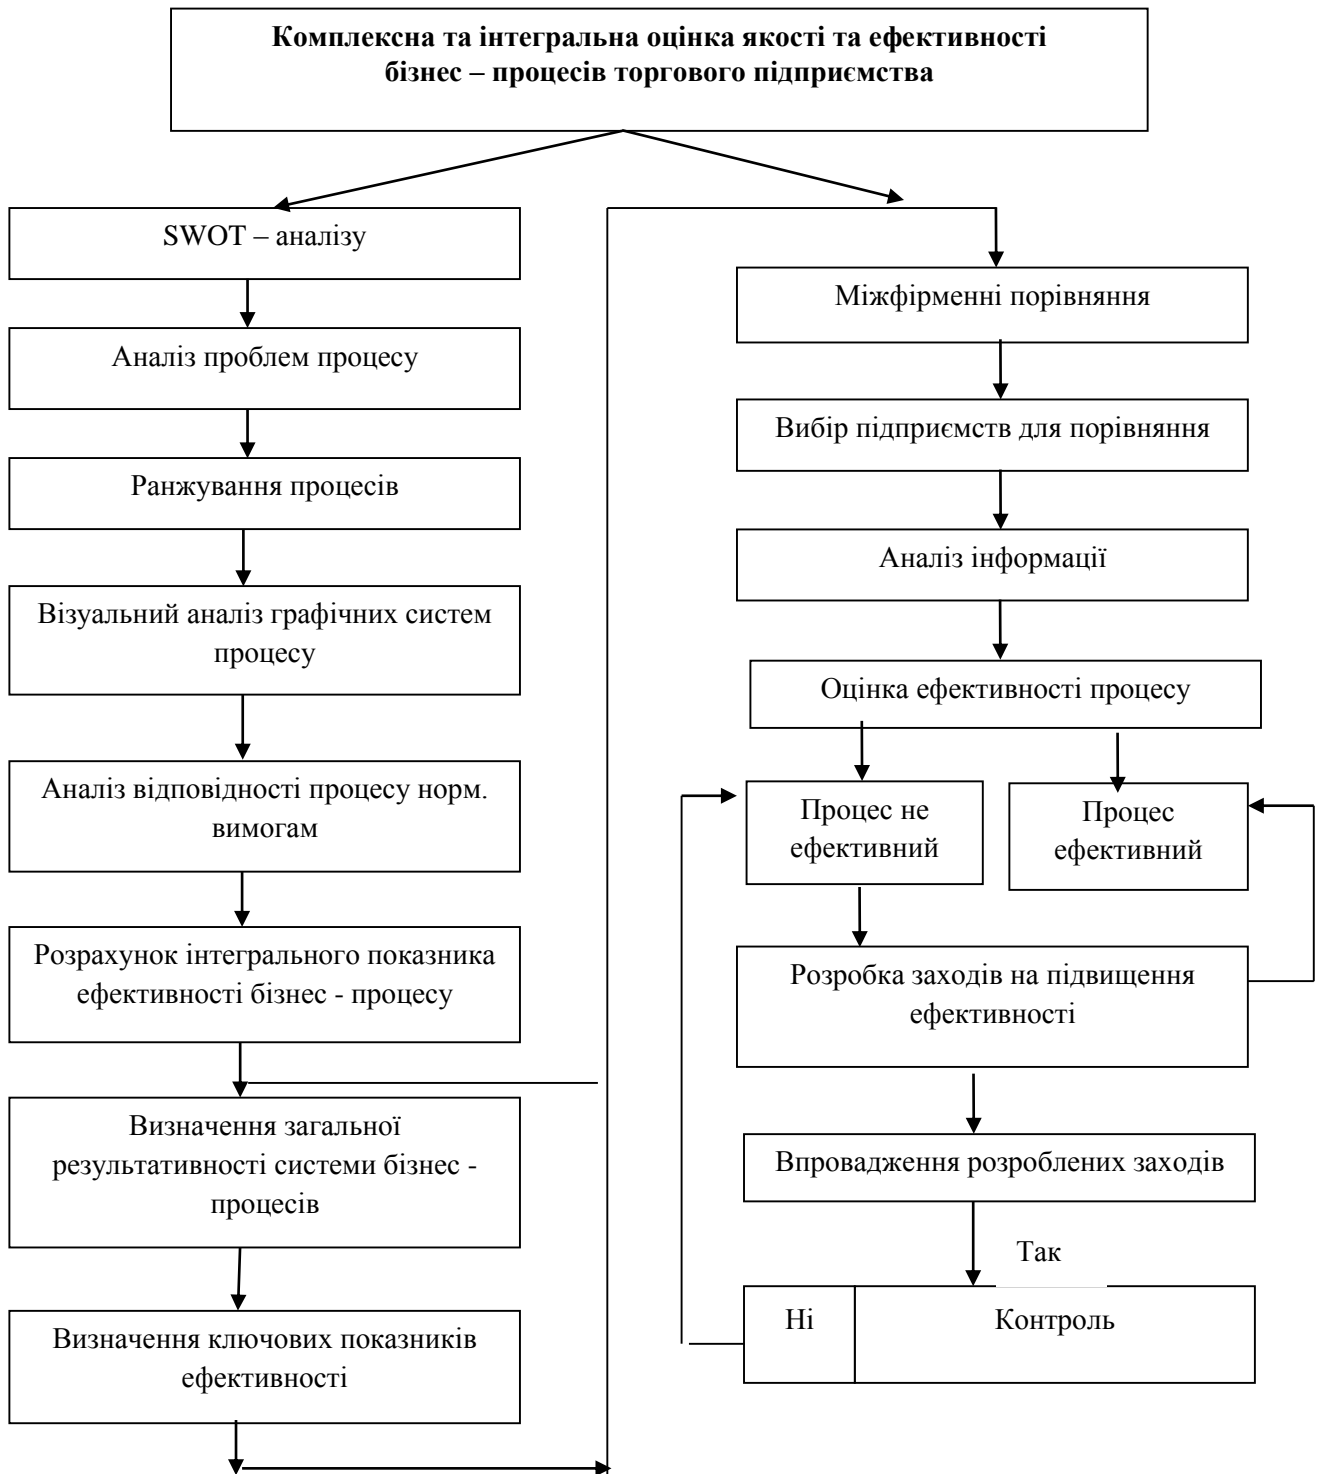 Комплексна та інтегральна оцінка якості та ефективності
бізнес – процесів торгового підприємства
SWOT – аналізу
Аналіз проблем процесу
Ранжування процесів
Візуальний аналіз графічних систем
процесу
Аналіз відповідності процесу норм.
вимогам
Розрахунок інтегрального показника
ефективності бізнес - процесу
Визначення загальної
результативності системи бізнес -
процесів
Визначення ключових показників
ефективності
Міжфірменні порівняння
Вибір підприємств для порівняння
Аналіз інформації
Оцінка ефективності процесу
Процес не
ефективний
Процес
ефективний
Розробка заходів на підвищення
ефективності
Впровадження розроблених заходів
Так
Ні
Контроль